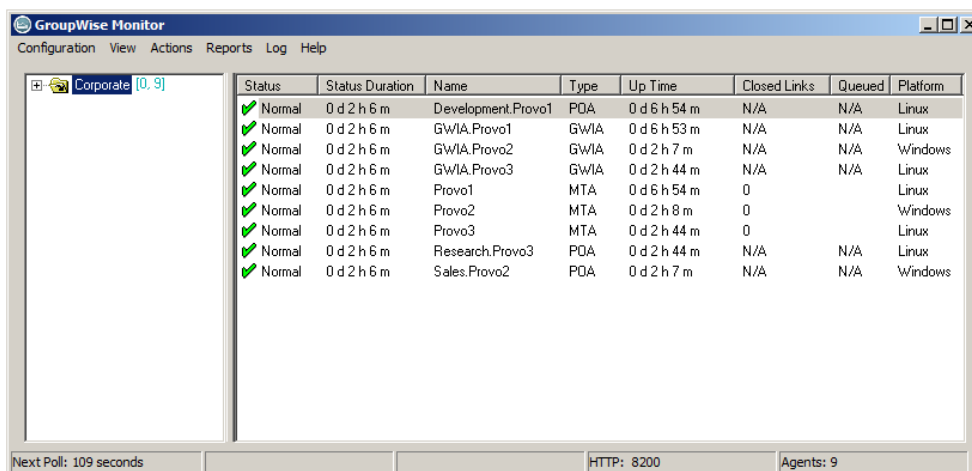 GroupWise Monitor
Configuration View Actions Reports Log Help
Corporate [0, 9]
Status Status Duration Name Type Up Time Closed Links Queued Platform
Normal 0 d 2 h 6 m Development.Provo1 POA 0 d 6 h 54 m N/A N/A Linux
Normal 0 d 2 h 6 m GWIA.Provo1 GWIA 0 d 6 h 53 m N/A N/A Linux
Normal 0 d 2 h 6 m GWIA.Provo2 GWIA 0 d 2 h 7 m N/A N/A Windows
Normal 0 d 2 h 6 m GWIA.Provo3 GWIA 0 d 2 h 44 m N/A N/A Linux
Normal 0 d 2 h 6 m Provo1 MTA 0 d 6 h 54 m 0 Linux
Normal 0 d 2 h 6 m Provo2 MTA 0 d 2 h 8 m 0 Windows
Normal 0 d 2 h 6 m Provo3 MTA 0 d 2 h 44 m 0 Linux
Normal 0 d 2 h 6 m Research.Provo3 POA 0 d 2 h 44 m N/A N/A Linux
Normal 0 d 2 h 6 m Sales.Provo2 POA 0 d 2 h 7 m N/A N/A Windows
Next Poll: 109 seconds HTTP: 8200 Agents: 9